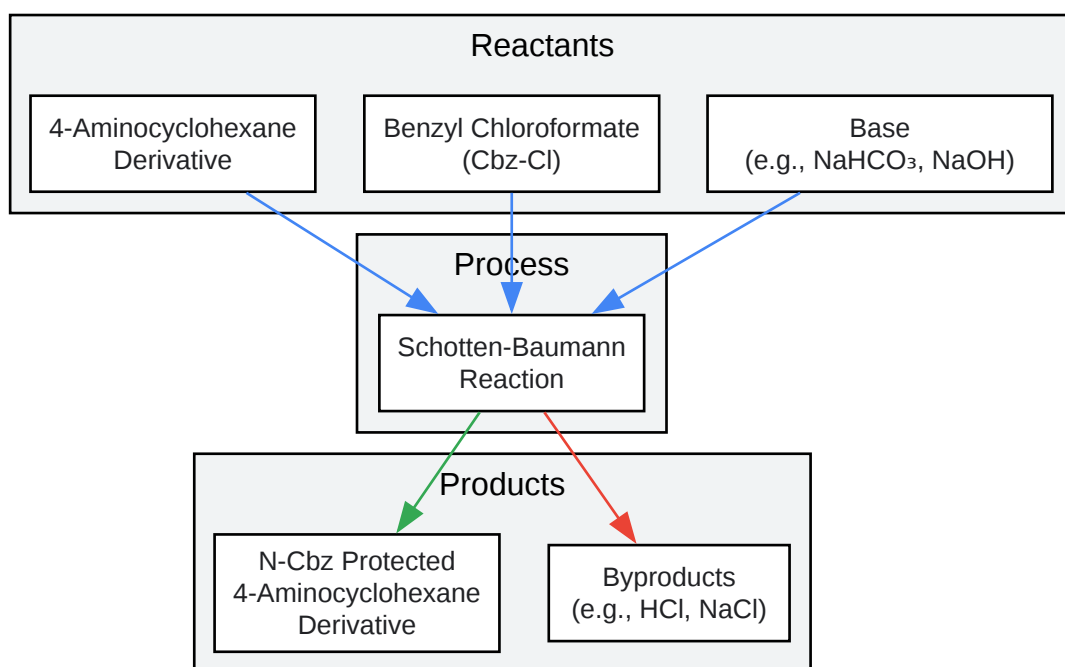 Reactants
4-Aminocyclohexane
Derivative
Benzyl Chloroformate
(Cbz-Cl)
Base
(e.g., NaHCO₃, NaOH)
Process
Schotten-Baumann
Reaction
Products
N-Cbz Protected
4-Aminocyclohexane
Derivative
Byproducts
(e.g., HCl, NaCl)